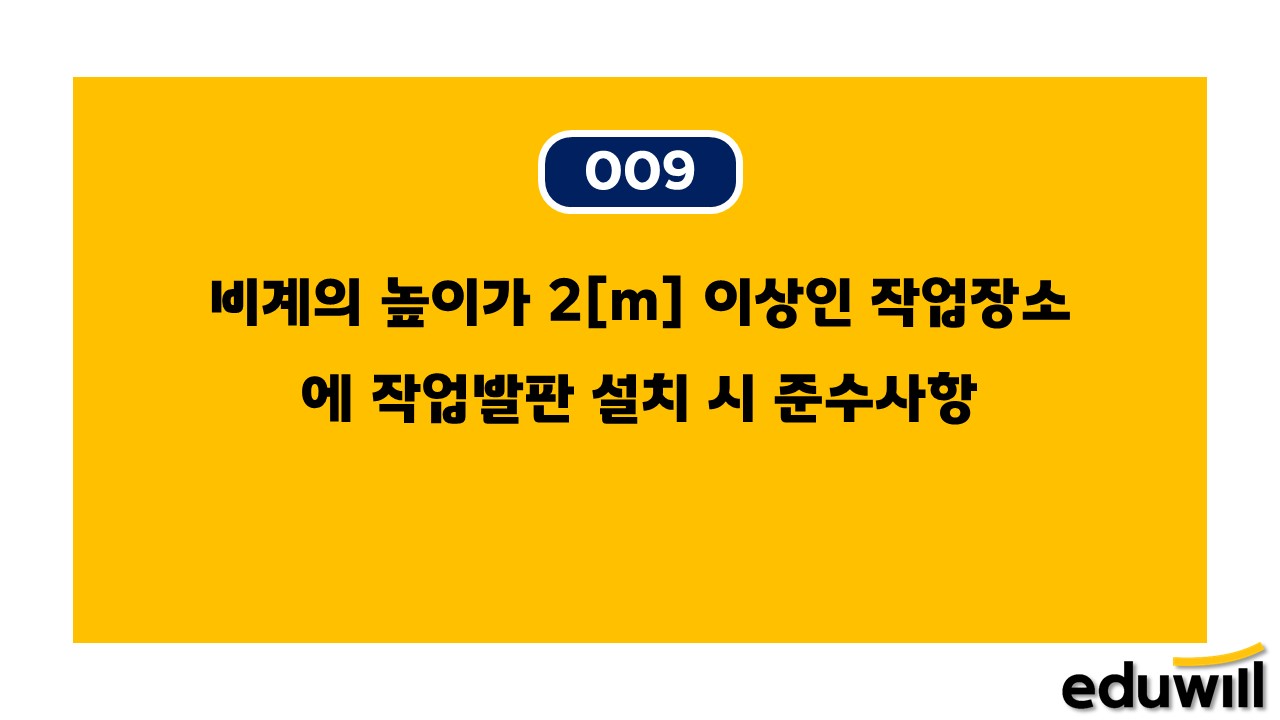 009
비계의 높이가 2[m] 이상인 작업장소
에 작업발판 설치 시 준수사항
eduwill